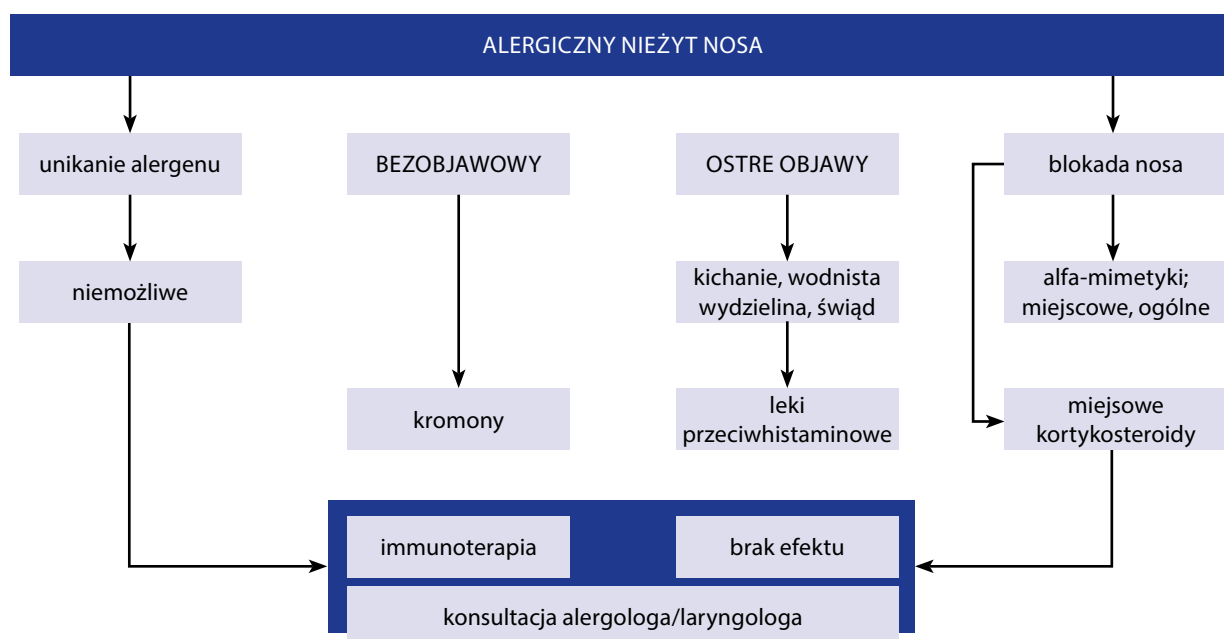 ALERGICZNY NIEŻYT NOSA
unikanie alergenu
BEZOBJAWOWY
OSTRE OBJAWY
blokada nosa
niemożliwe
kichanie, wodnista
wydzielina, świąd
alfa-mimetyki;
miejscowe, ogólne
kromony
leki
przeciwhistaminowe
miejsowe
kortykosteroidy
immunoterapia
brak efektu
konsultacja alergologa/laryngologa